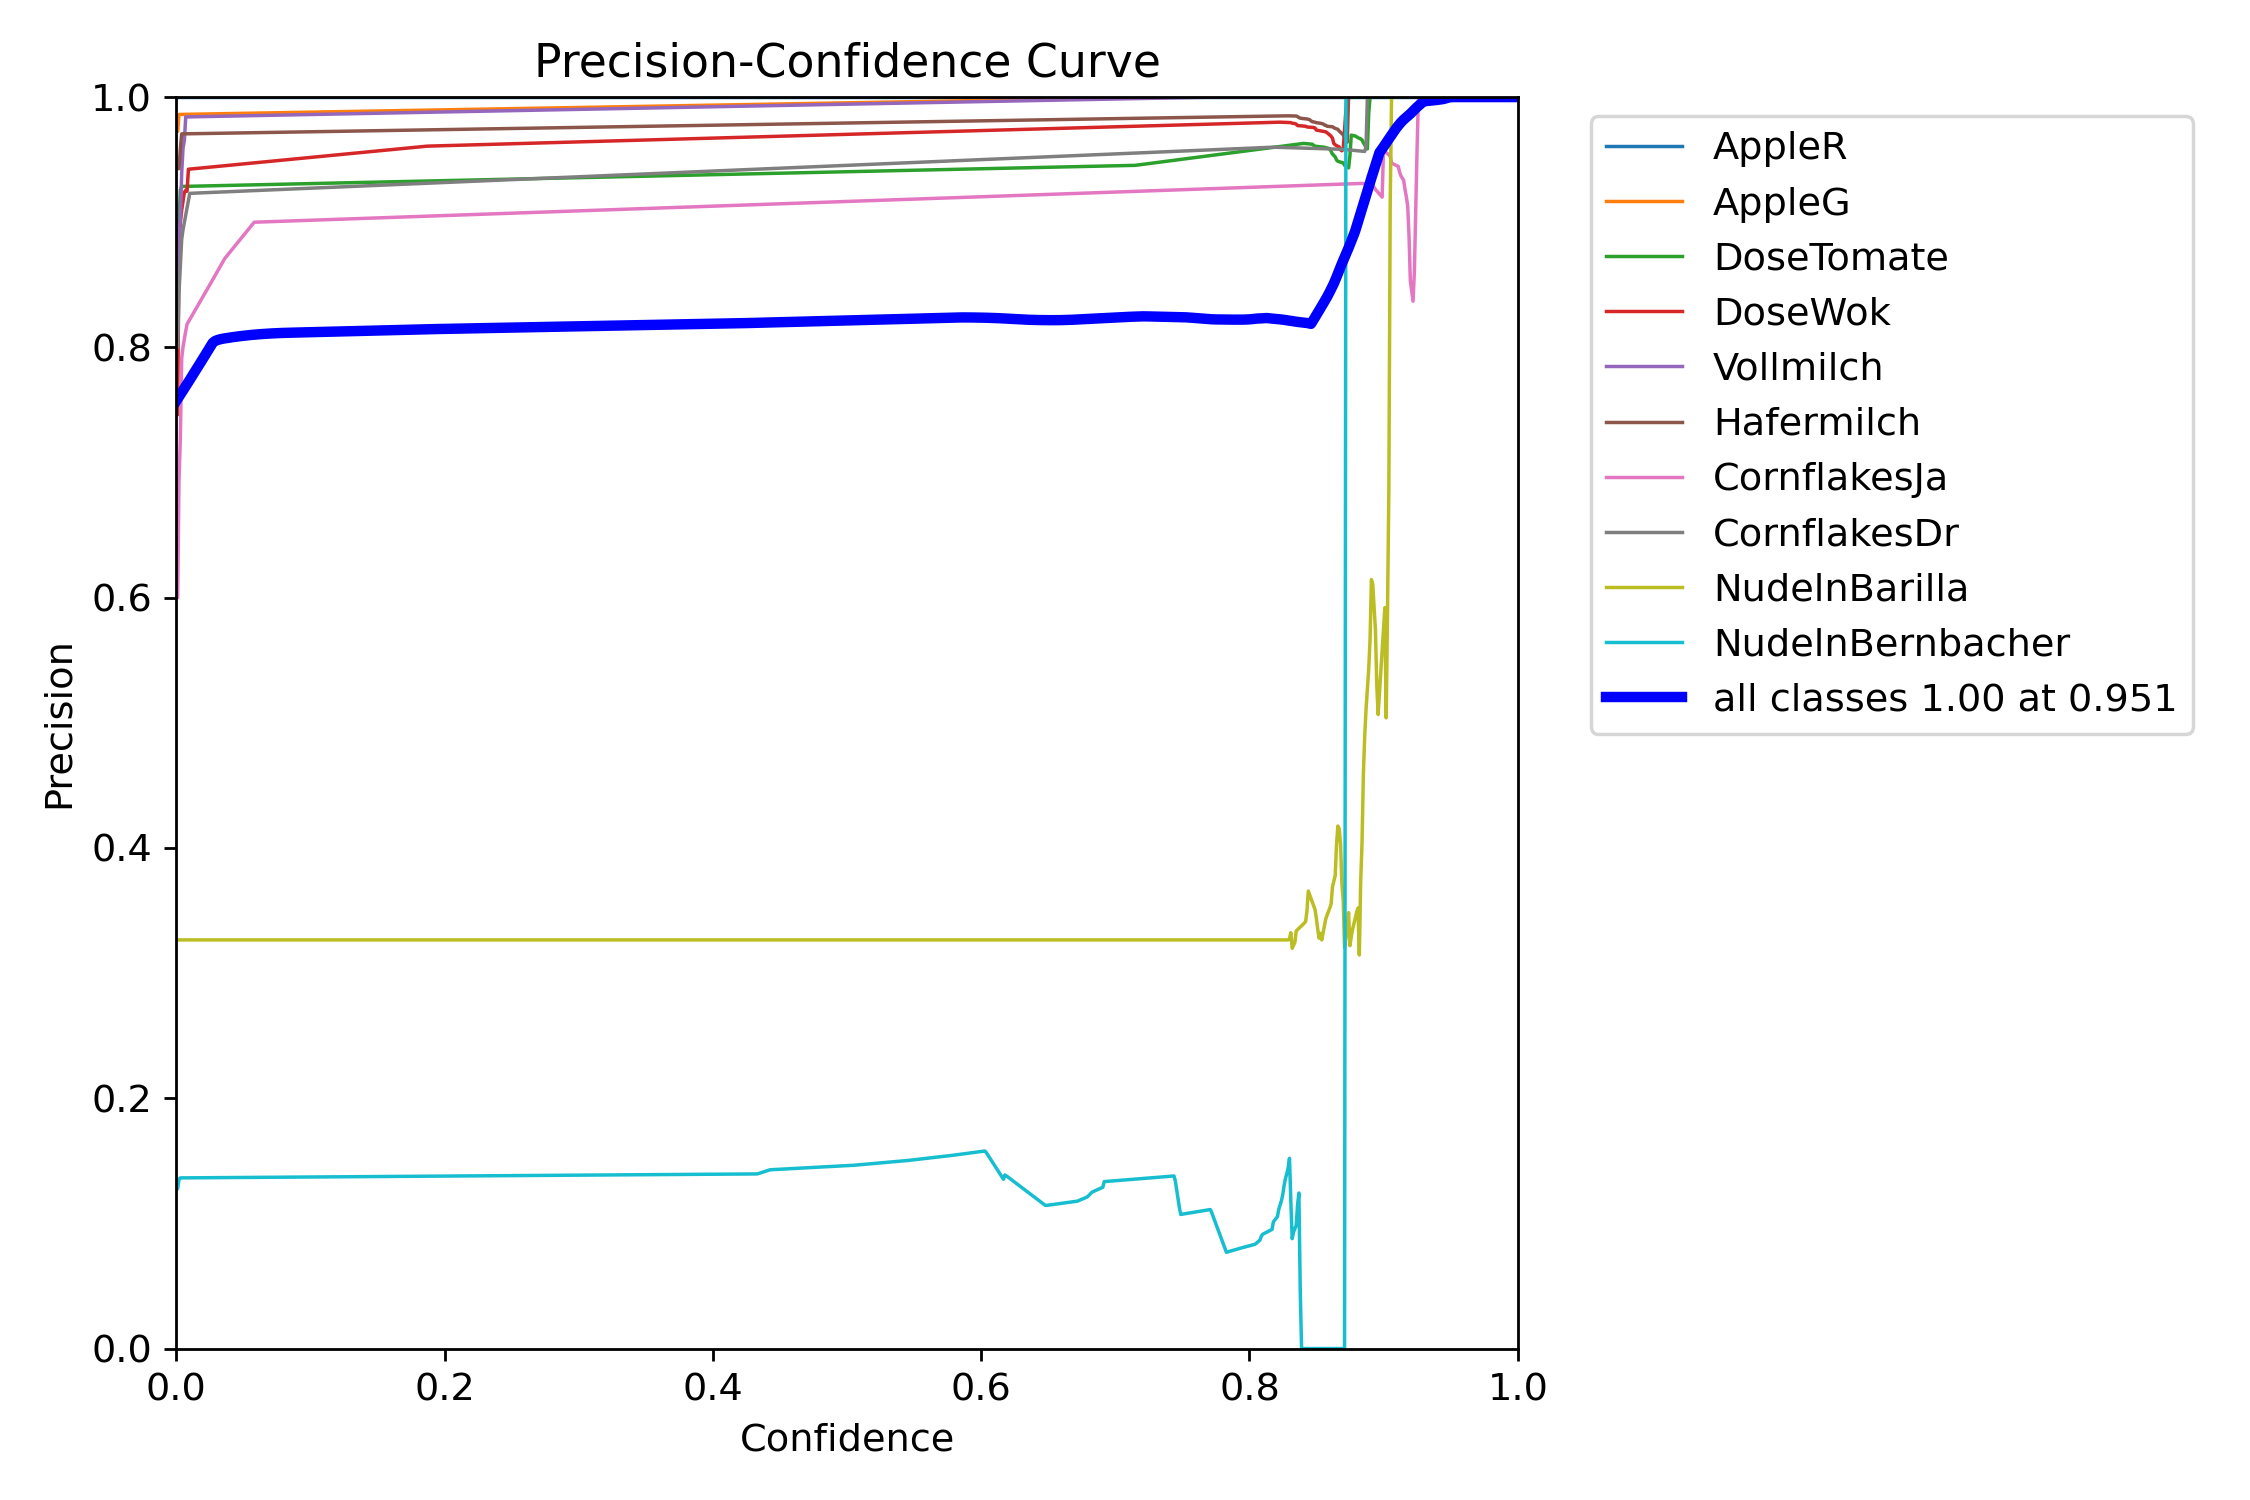 Precision-Confidence Curve
1.0
0.8
0.6
0.4
0.2
0.0
Precision
0.0 0.2 0.4 0.6 0.8 1.0
Confidence
AppleR
AppleG
DoseTomate
DoseWok
Vollmilch
Hafermilch
CornflakesJa
CornflakesDr
NudelnBarilla
NudelnBernbacher
all classes 1.00 at 0.951